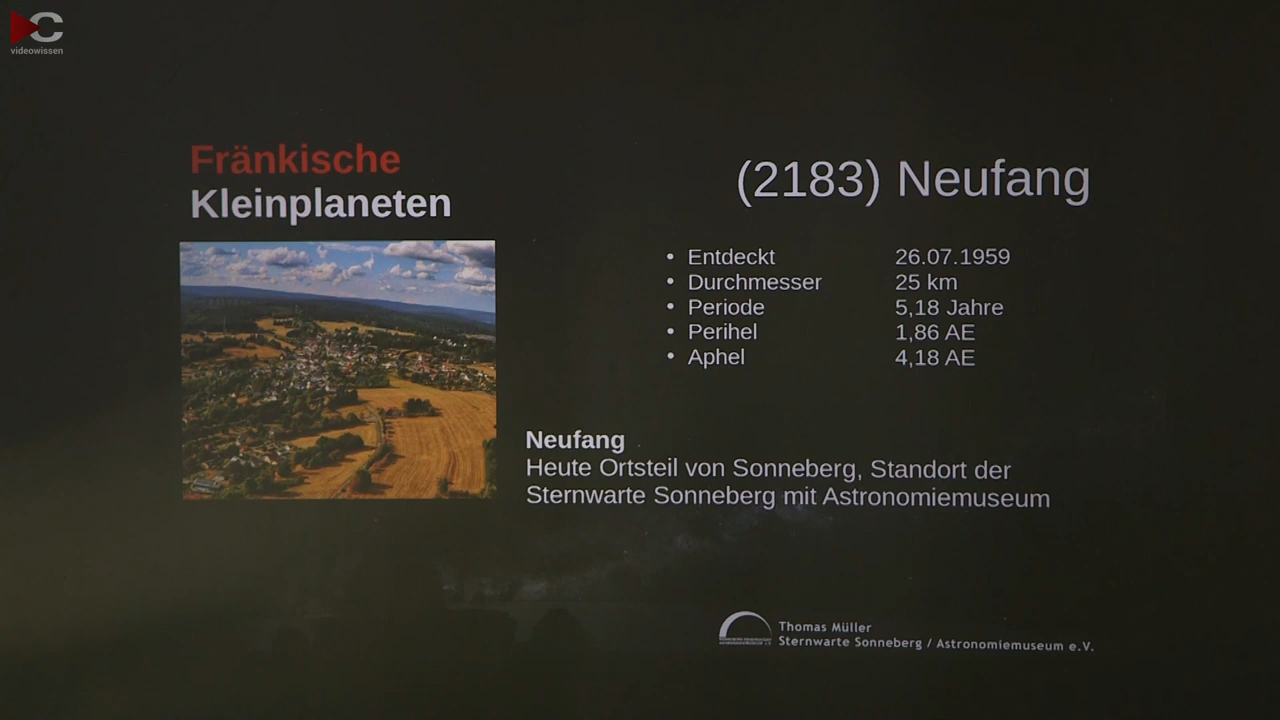 videowissen
Fränkische
Kleinplaneten
(2183) Neufang
• Entdeckt 26.07.1959
• Durchmesser 25 km
• Periode 5,18 Jahre
• Perihel 1,86 AE
• Aphel 4,18 AE
Neufang
Heute Ortsteil von Sonneberg, Standort der
Sternwarte Sonneberg mit Astronomiemuseum
Thomas Müller
Sternwarte Sonneberg / Astronomiemuseum e.V.